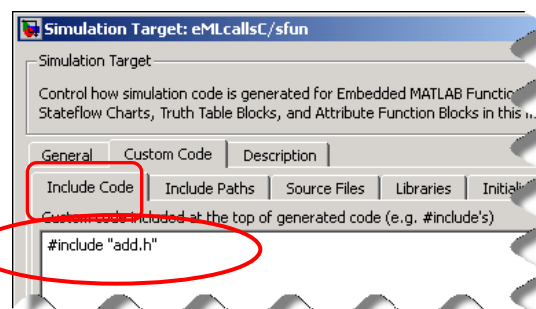 Simulation Target: eMLcallsC/sfun
Simulation Target
Control how simulation code is generated for Embedded MATLAB
Stateflow Charts, Truth Table Blocks, and Attribute Function Blocks in this
General Custom Code Description
Include Code Include Paths Source Files Libraries
Custom code included at the top of generated code (e.g. #include's)
#include "add.h"